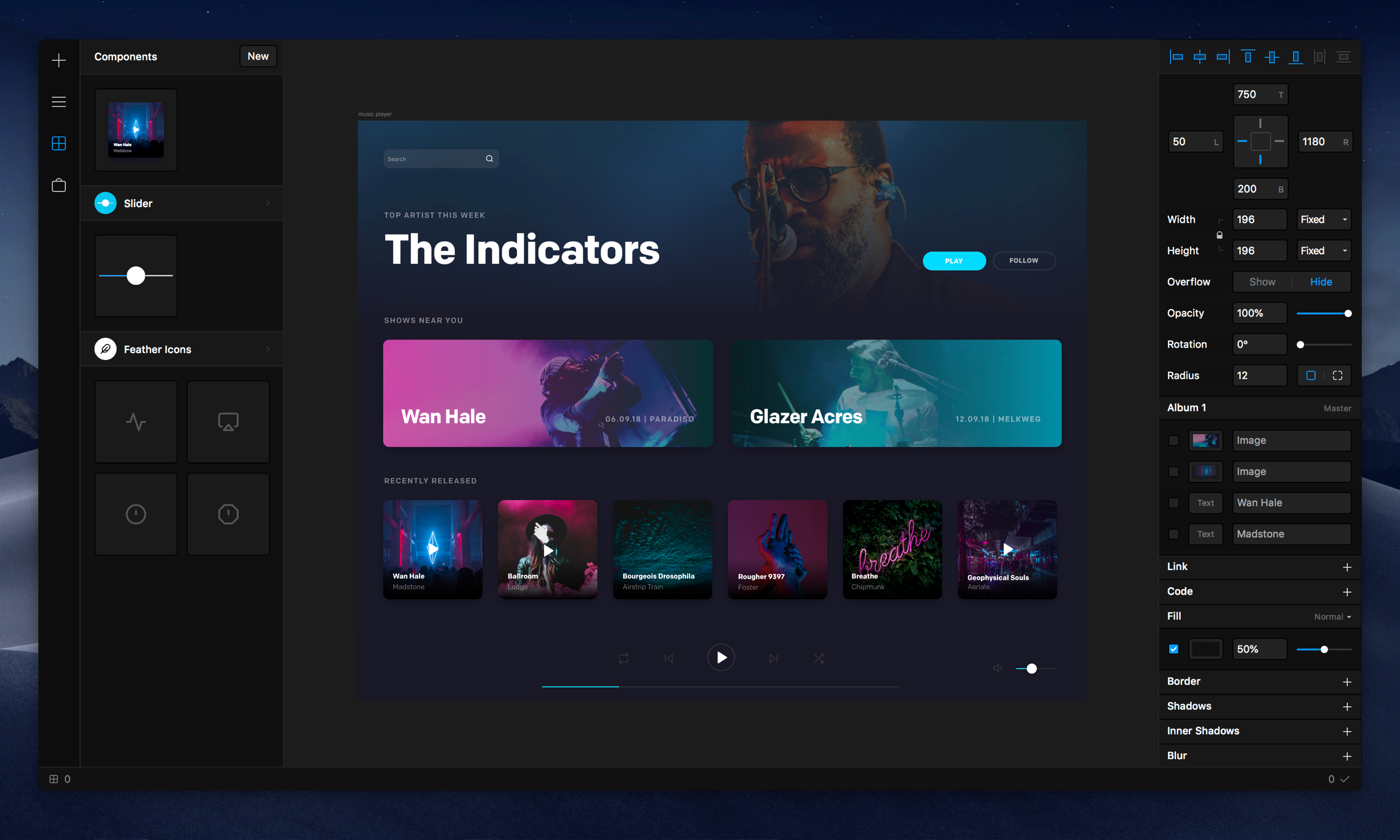 Components
New
Wan Hale
Madstone
Slider
Feather Icons
0
music player
Search
TOP ARTIST THIS WEEK
The Indicators
PLAY
FOLLOW
SHOWS NEAR YOU
Wan Hale
06.09.18 | PARADISO
Glazer Acres
12.09.18 | MELKWEG
RECENTLY RELEASED
Wan Hale
Madstone
Ballroom
Lodgo
Bourgeois Drosophila
Airstrip Train
Rougher 9397
Foster
breathe
Breathe
Chipmunk
Geophysical Souls
Aerials
750 T
50 L
1180 R
200 B
Width 196 Fixed
Height 196 Fixed
Overflow Show Hide
Opacity 100%
Rotation 0°
Radius 12
Album 1 Master
Image
Image
Text Wan Hale
Text Madstone
Link
Code
Fill Normal
50%
Border
Shadows
Inner Shadows
Blur
0